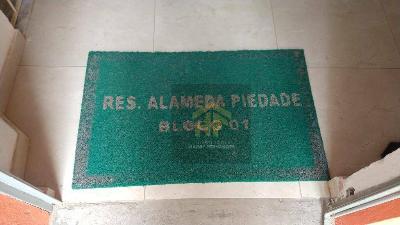 RES. ALAMEDA PIEDADE
BLOCO 01